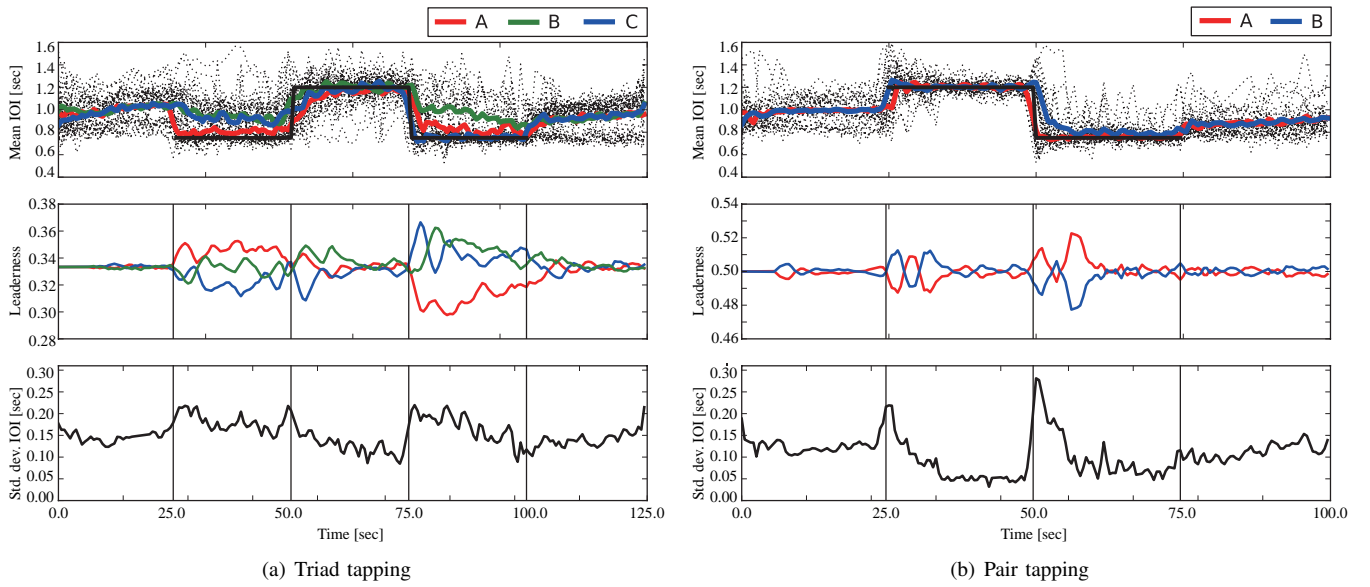 A B C
Mean IOI [sec]
1.6
1.4
1.2
1.0
0.8
0.6
0.4
Leaderness
0.38
0.36
0.34
0.32
0.30
0.28
Std. dev. IOI [sec]
0.30
0.25
0.20
0.15
0.10
0.05
0.00
0.0 25.0 50.0 75.0 100.0 125.0
Time [sec]
(a) Triad tapping
A B
Mean IOI [sec]
1.6
1.4
1.2
1.0
0.8
0.6
0.4
Leaderness
0.54
0.52
0.50
0.48
0.46
Std. dev. IOI [sec]
0.30
0.25
0.20
0.15
0.10
0.05
0.00
0.0 25.0 50.0 75.0 100.0
Time [sec]
(b) Pair tapping